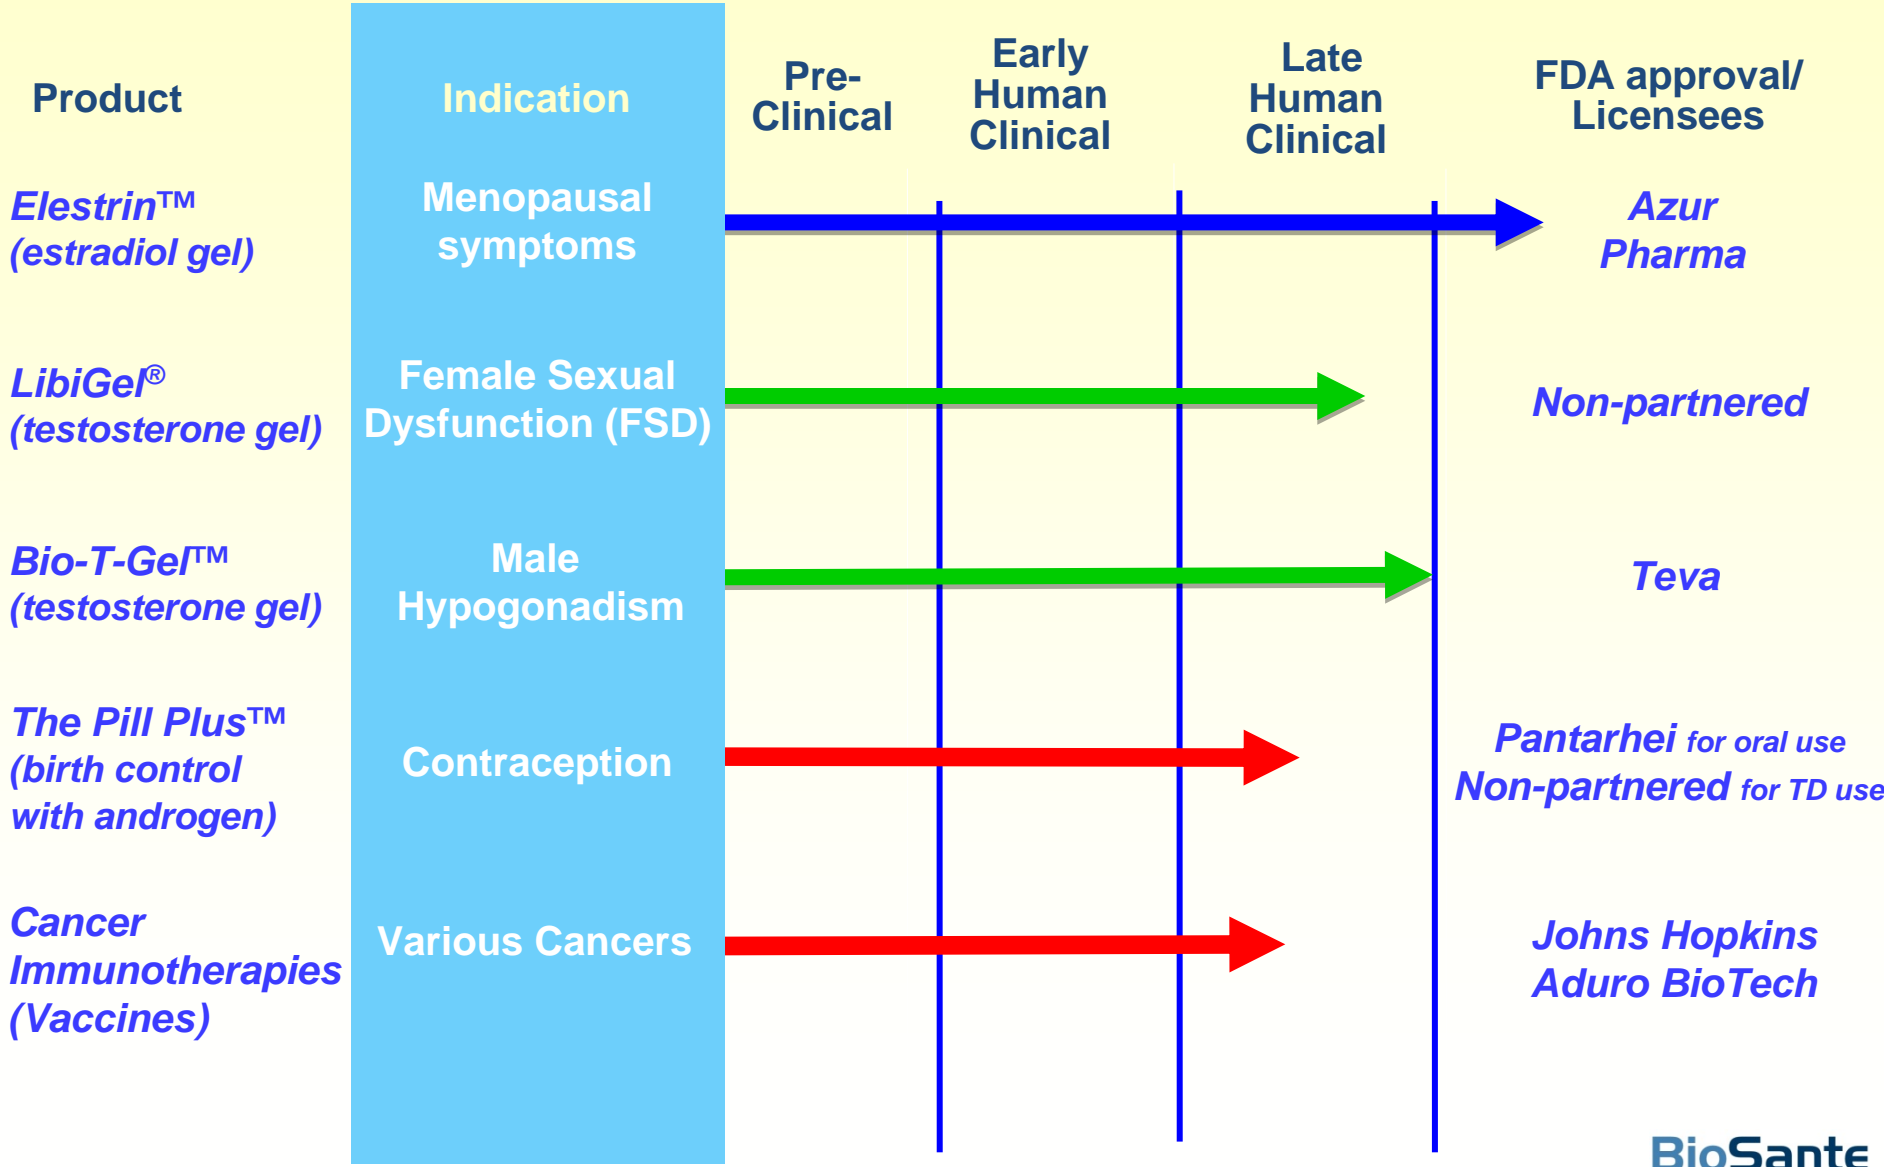 Product
Indication
Pre-
Clinical
Early
Human
Clinical
Late
Human
Clinical
FDA approval/
Licensees
Elestrin™
(estradiol gel)
Menopausal
symptoms
Azur
Pharma
LibiGel®
(testosterone gel)
Female Sexual
Dysfunction (FSD)
Non-partnered
Bio-T-Gel™
(testosterone gel)
Male
Hypogonadism
Teva
The Pill Plus™
(birth control
with androgen)
Contraception
Pantarhei for oral use
Non-partnered for TD use
Cancer
Immunotherapies
(Vaccines)
Various Cancers
Johns Hopkins
Aduro BioTech
BioSante